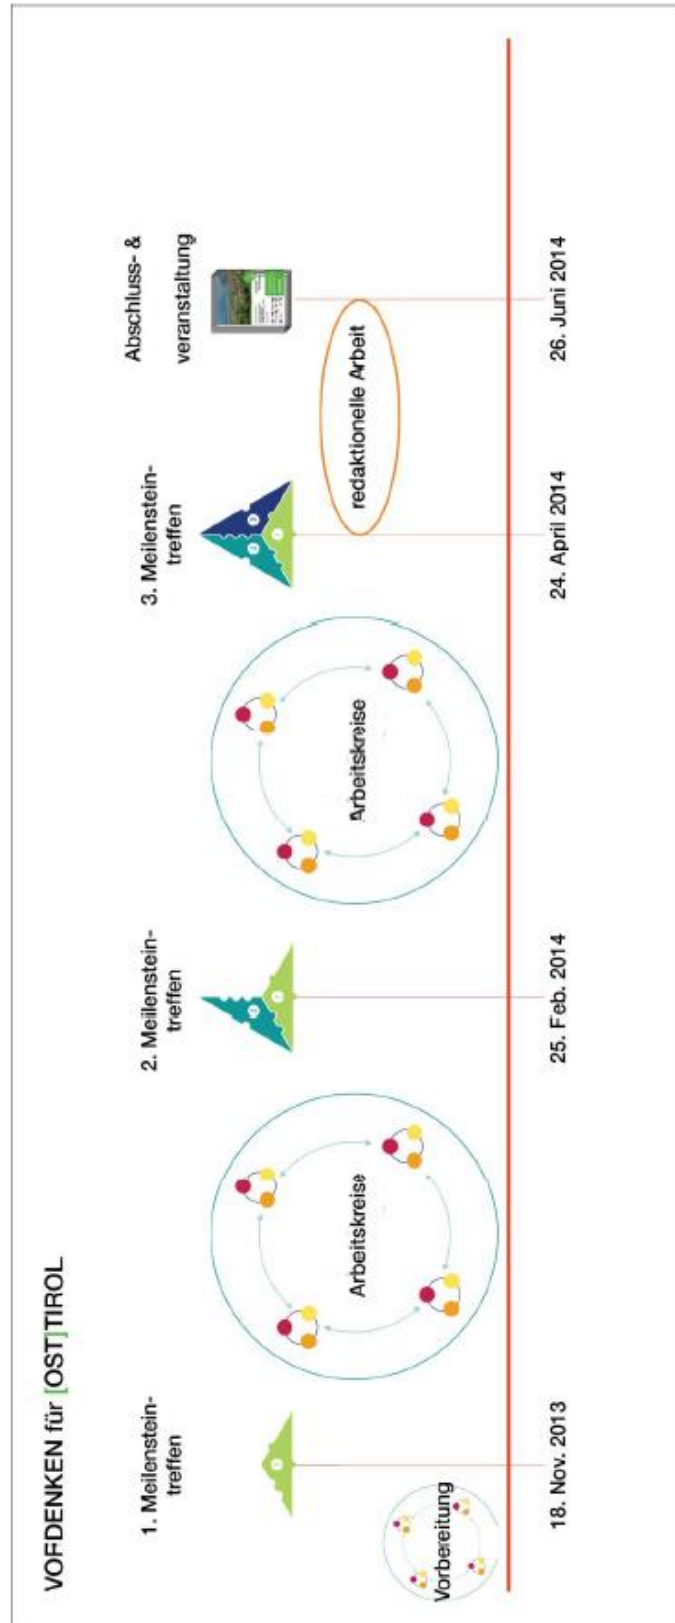 VOFDENKEN für [OST]TIROL
1. Meilenstein-
treffen
2. Meilenstein-
treffen
3. Meilenstein-
treffen
Abschluss- &
veranstaltung
Vorbereitung
Arbeitskreise
Arbeitskreise
redaktionelle Arbeit
18. Nov. 2013
25. Feb. 2014
24. April 2014
26. Juni 2014